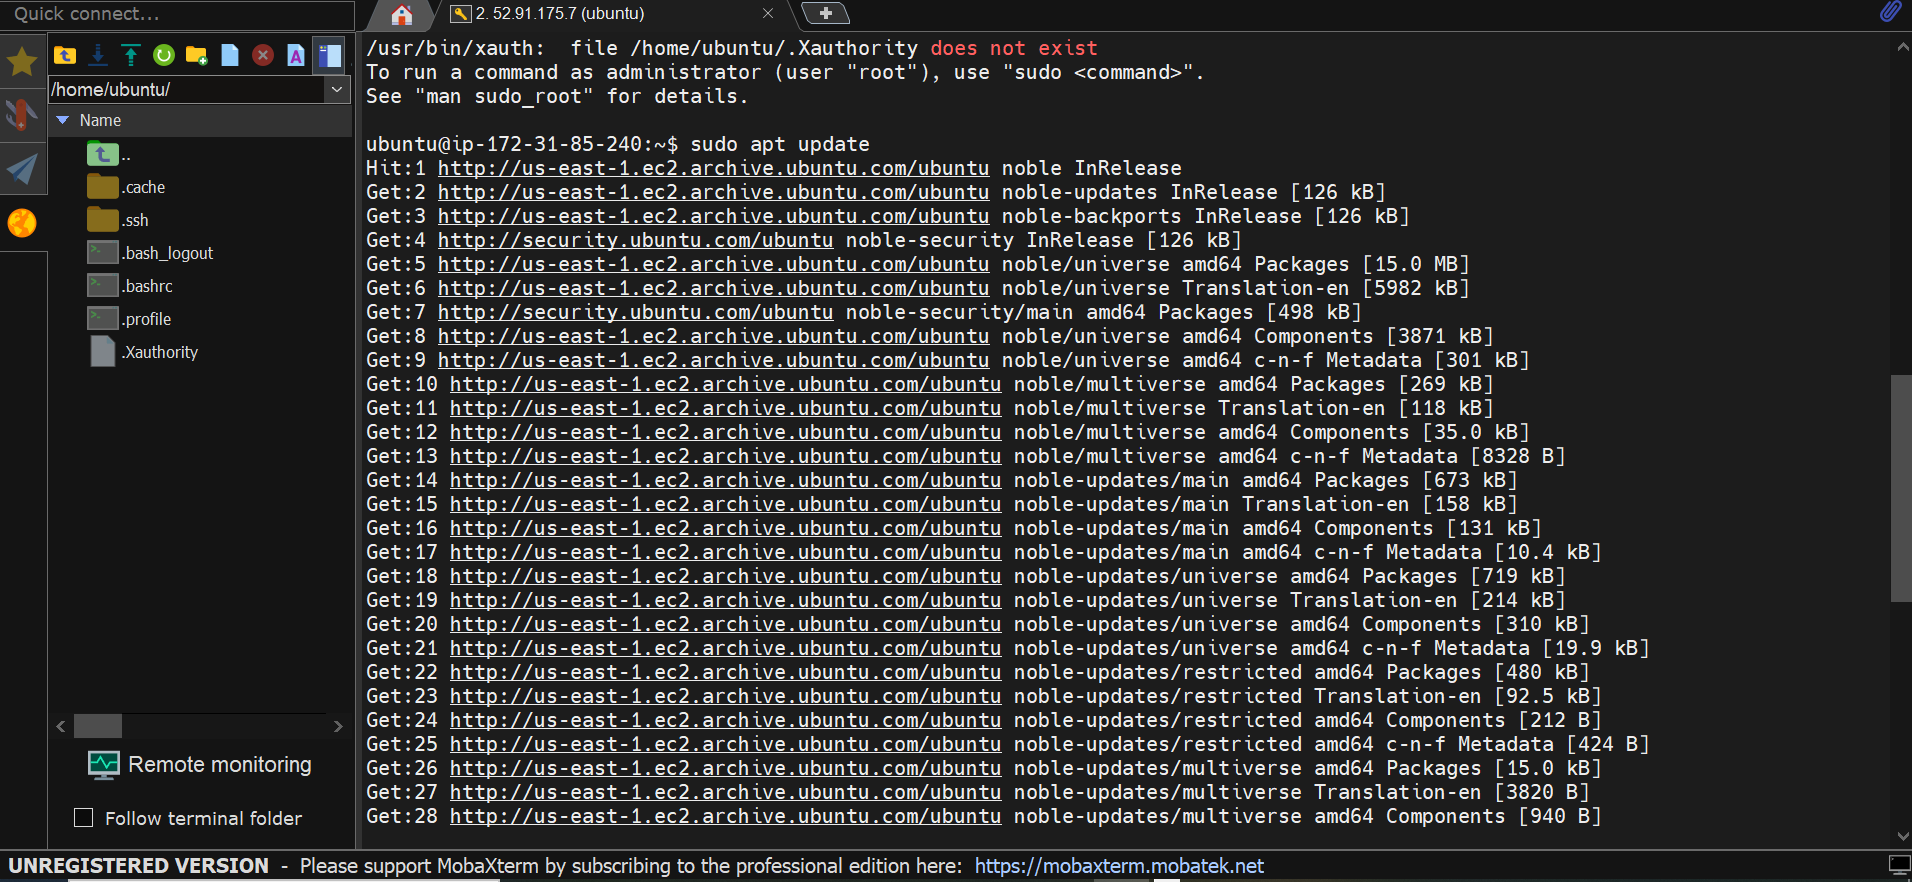 Quick connect...
2. 52.91.175.7 (ubuntu)
/home/ubuntu/
Name
..
.cache
.ssh
.bash_logout
.bashrc
.profile
.Xauthority
Remote monitoring
Follow terminal folder
/usr/bin/xauth:  file /home/ubuntu/.Xauthority does not exist
To run a command as administrator (user "root"), use "sudo <command>".
See "man sudo_root" for details.
ubuntu@ip-172-31-85-240:~$ sudo apt update
Hit:1 http://us-east-1.ec2.archive.ubuntu.com/ubuntu noble InRelease
Get:2 http://us-east-1.ec2.archive.ubuntu.com/ubuntu noble-updates InRelease [126 kB]
Get:3 http://us-east-1.ec2.archive.ubuntu.com/ubuntu noble-backports InRelease [126 kB]
Get:4 http://security.ubuntu.com/ubuntu noble-security InRelease [126 kB]
Get:5 http://us-east-1.ec2.archive.ubuntu.com/ubuntu noble/universe amd64 Packages [15.0 MB]
Get:6 http://us-east-1.ec2.archive.ubuntu.com/ubuntu noble/universe Translation-en [5982 kB]
Get:7 http://security.ubuntu.com/ubuntu noble-security/main amd64 Packages [498 kB]
Get:8 http://us-east-1.ec2.archive.ubuntu.com/ubuntu noble/universe amd64 Components [3871 kB]
Get:9 http://us-east-1.ec2.archive.ubuntu.com/ubuntu noble/universe amd64 c-n-f Metadata [301 kB]
Get:10 http://us-east-1.ec2.archive.ubuntu.com/ubuntu noble/multiverse amd64 Packages [269 kB]
Get:11 http://us-east-1.ec2.archive.ubuntu.com/ubuntu noble/multiverse Translation-en [118 kB]
Get:12 http://us-east-1.ec2.archive.ubuntu.com/ubuntu noble/multiverse amd64 Components [35.0 kB]
Get:13 http://us-east-1.ec2.archive.ubuntu.com/ubuntu noble/multiverse amd64 c-n-f Metadata [8328 B]
Get:14 http://us-east-1.ec2.archive.ubuntu.com/ubuntu noble-updates/main amd64 Packages [673 kB]
Get:15 http://us-east-1.ec2.archive.ubuntu.com/ubuntu noble-updates/main Translation-en [158 kB]
Get:16 http://us-east-1.ec2.archive.ubuntu.com/ubuntu noble-updates/main amd64 Components [131 kB]
Get:17 http://us-east-1.ec2.archive.ubuntu.com/ubuntu noble-updates/main amd64 c-n-f Metadata [10.4 kB]
Get:18 http://us-east-1.ec2.archive.ubuntu.com/ubuntu noble-updates/universe amd64 Packages [719 kB]
Get:19 http://us-east-1.ec2.archive.ubuntu.com/ubuntu noble-updates/universe Translation-en [214 kB]
Get:20 http://us-east-1.ec2.archive.ubuntu.com/ubuntu noble-updates/universe amd64 Components [310 kB]
Get:21 http://us-east-1.ec2.archive.ubuntu.com/ubuntu noble-updates/universe amd64 c-n-f Metadata [19.9 kB]
Get:22 http://us-east-1.ec2.archive.ubuntu.com/ubuntu noble-updates/restricted amd64 Packages [480 kB]
Get:23 http://us-east-1.ec2.archive.ubuntu.com/ubuntu noble-updates/restricted Translation-en [92.5 kB]
Get:24 http://us-east-1.ec2.archive.ubuntu.com/ubuntu noble-updates/restricted amd64 Components [212 B]
Get:25 http://us-east-1.ec2.archive.ubuntu.com/ubuntu noble-updates/restricted amd64 c-n-f Metadata [424 B]
Get:26 http://us-east-1.ec2.archive.ubuntu.com/ubuntu noble-updates/multiverse amd64 Packages [15.0 kB]
Get:27 http://us-east-1.ec2.archive.ubuntu.com/ubuntu noble-updates/multiverse Translation-en [3820 B]
Get:28 http://us-east-1.ec2.archive.ubuntu.com/ubuntu noble-updates/multiverse amd64 Components [940 B]
UNREGISTERED VERSION - Please support MobaXterm by subscribing to the professional edition here: https://mobaxterm.mobatek.net